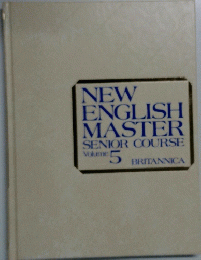 NEW
ENGLISH
MASTER
SENIOR COURSE
Volume 5
BRITANNICA